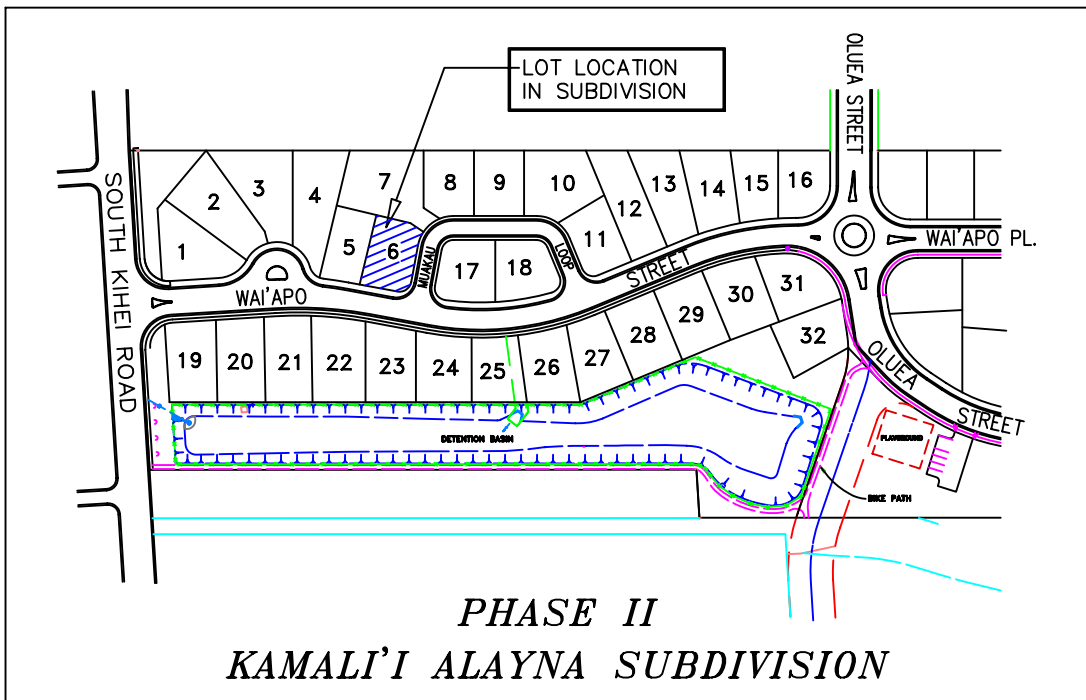 LOT LOCATION
IN SUBDIVISION
OLUEA STREET
SOUTH KIHEI ROAD
1
2
3
4
5
6
7
8
9
10
11
12
13
14
15
16
MUAKAU
LOOP
17
18
WAI'APO
STREET
WAI'APO PL.
19
20
21
22
23
24
25
26
27
28
29
30
31
32
OLUEA
STREET
DETENTION BASIN
PLAYGROUND
BIKE PATH
PHASE II
KAMALI'I ALAYNA SUBDIVISION